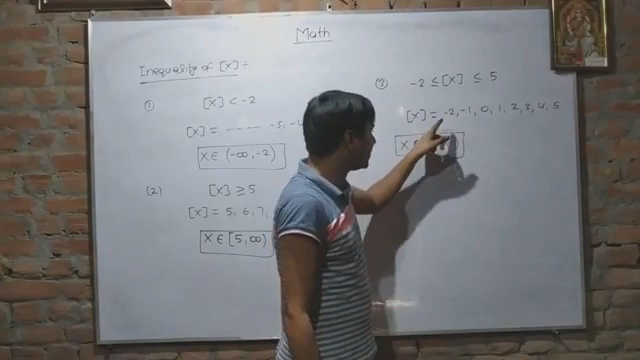 Math
Inequality of [x] :-
(1) [x] < -2
[x] = ---- --- -5, -4
x ∈ (-∞, -2)
(2) [x] ≥ 5
[x] = 5, 6, 7,
x ∈ [5, ∞)
(3) -2 ≤ [x] ≤ 5
[x] = -2, -1, 0, 1, 2, 3, 4, 5
x ∈